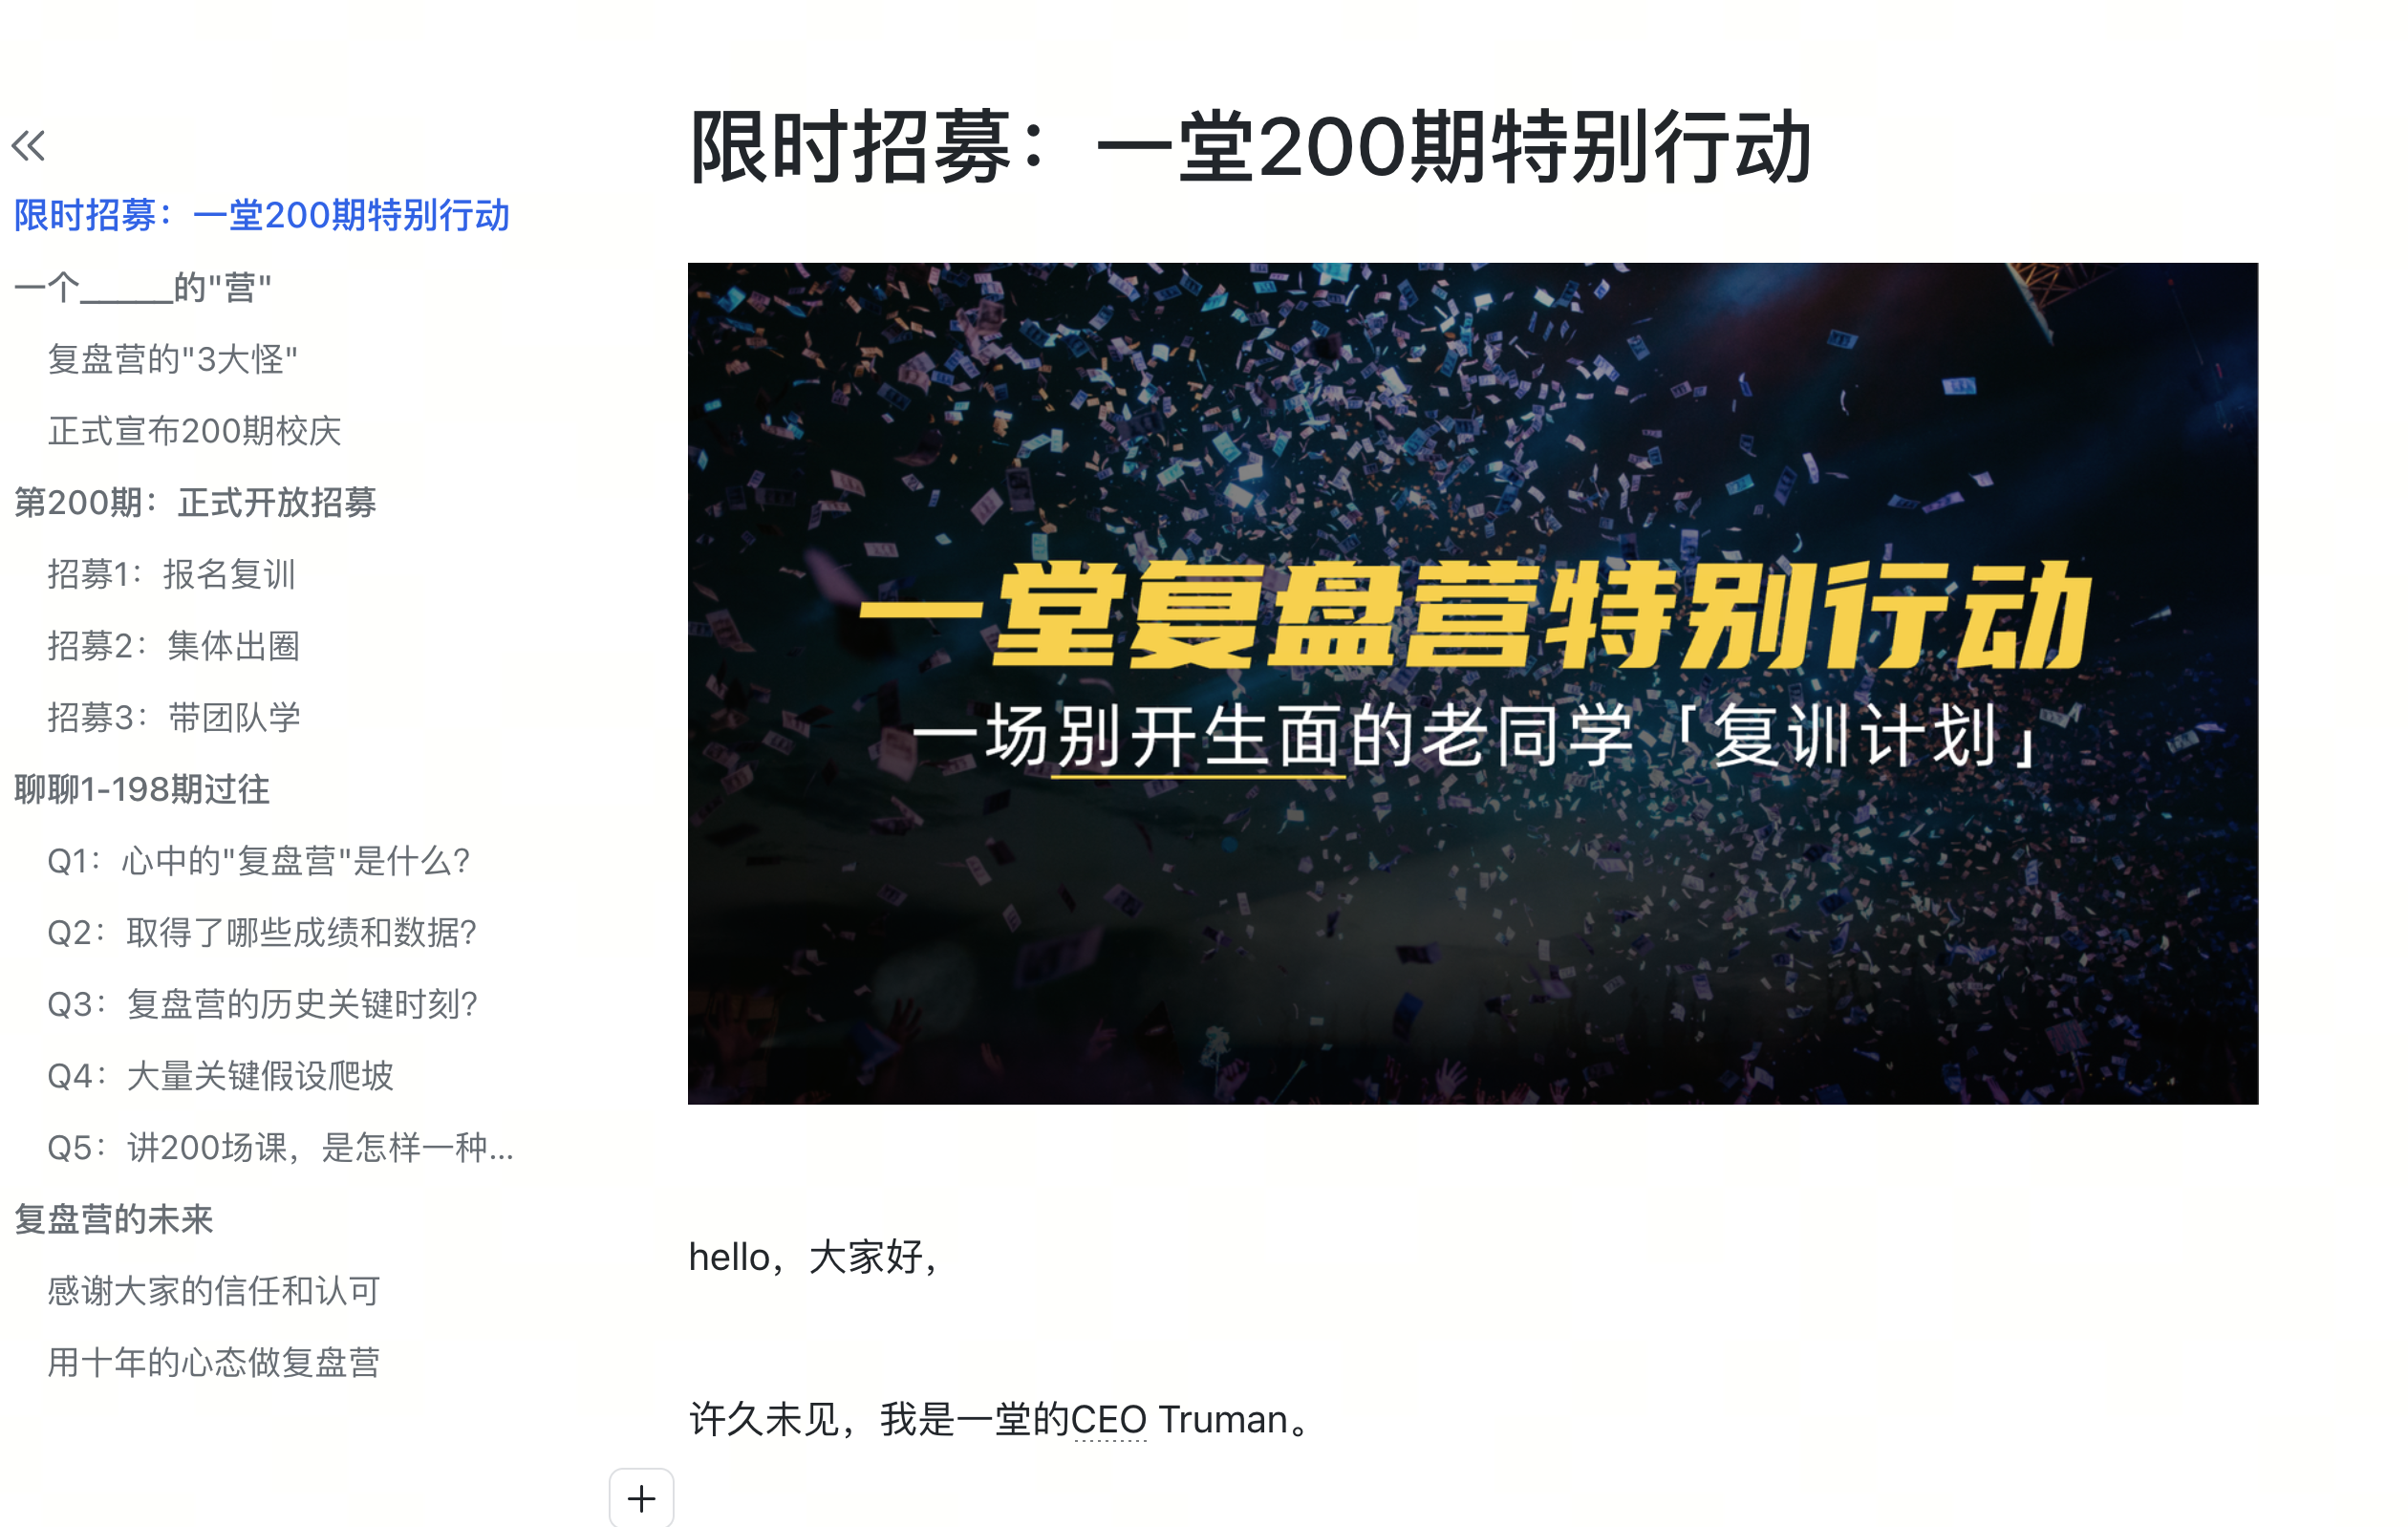 限时招募：一堂200期特别行动
一个_____的"营"
复盘营的"3大怪"
正式宣布200期校庆
第200期：正式开放招募
招募1：报名复训
招募2：集体出圈
招募3：带团队学
聊聊1-198期过往
Q1：心中的"复盘营"是什么？
Q2：取得了哪些成绩和数据？
Q3：复盘营的历史关键时刻？
Q4：大量关键假设爬坡
Q5：讲200场课，是怎样一种...
复盘营的未来
感谢大家的信任和认可
用十年的心态做复盘营
限时招募：一堂200期特别行动
一堂复盘营特别行动
一场别开生面的老同学「复训计划」
hello，大家好，
许久未见，我是一堂的CEO Truman。